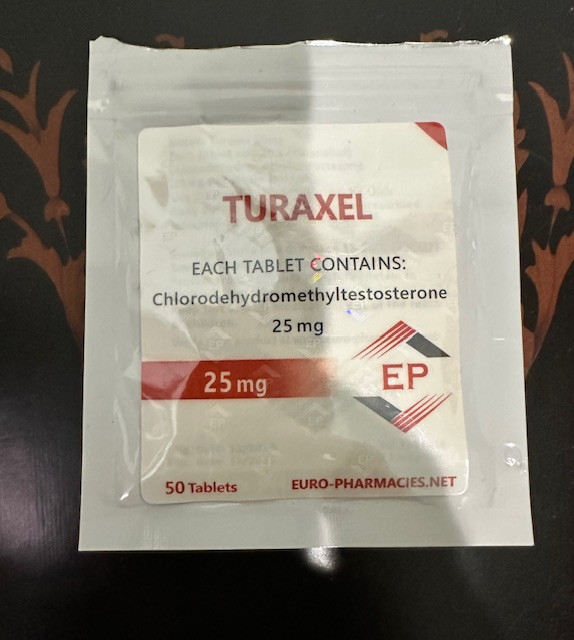 TURAXEL
EACH TABLET CONTAINS:
Chlorodehydromethyltestosterone
25 mg
25 mg
EP
50 Tablets
EURO-PHARMACIES.NET